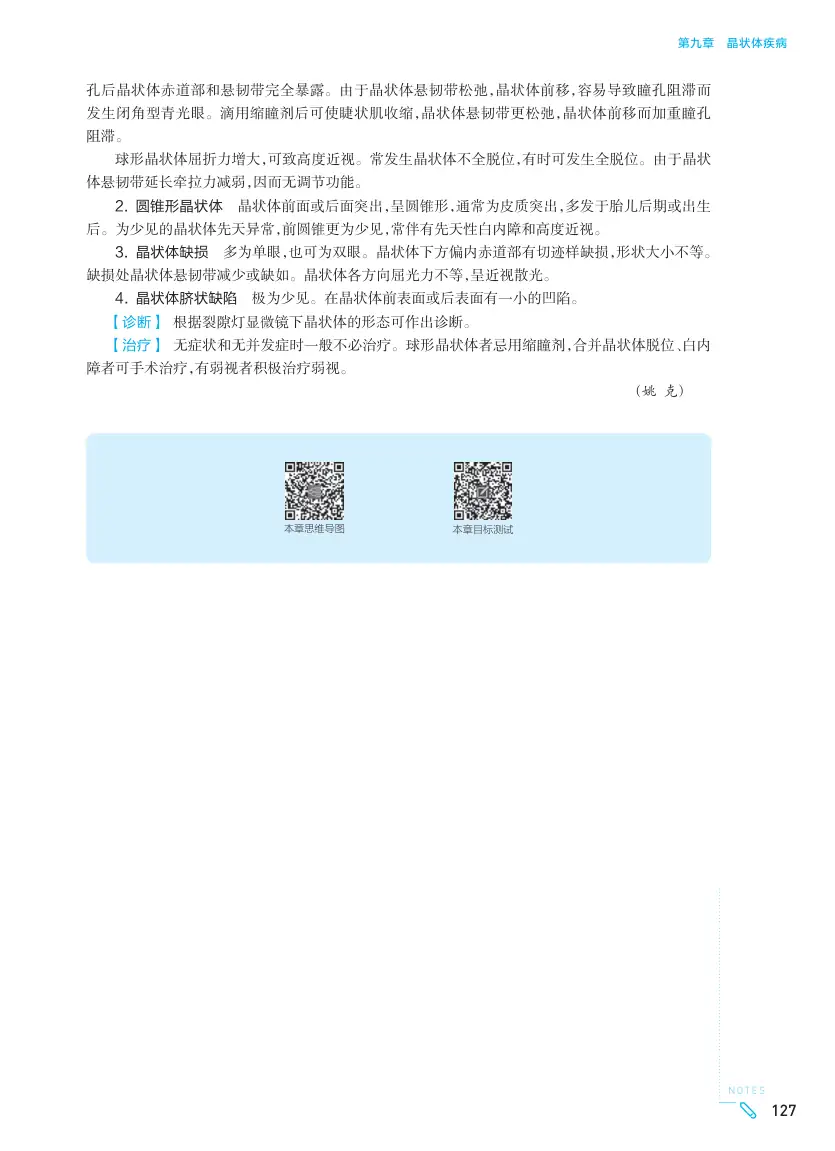 第九章 晶状体疾病
孔后晶状体赤道部和悬韧带完全暴露。由于晶状体悬韧带松弛,晶状体前移,容易导致瞳孔阻滞而
发生闭角型青光眼。滴用缩瞳剂后可使睫状肌收缩,晶状体悬韧带更松弛,晶状体前移而加重瞳孔
阻滞。
球形晶状体屈折力增大,可致高度近视。常发生晶状体不全脱位,有时可发生全脱位。由于晶状
体悬韧带延长牵拉力减弱,因而无调节功能。
2. 圆锥形晶状体 晶状体前面或后面突出,呈圆锥形,通常为皮质突出,多发于胎儿后期或出生
后。为少见的晶状体先天异常,前圆锥更为少见,常伴有先天性白内障和高度近视。
3. 晶状体缺损 多为单眼,也可为双眼。晶状体下方偏内赤道部有切迹样缺损,形状大小不等。
缺损处晶状体悬韧带减少或缺如。晶状体各方向屈光力不等,呈近视散光。
4. 晶状体脐状缺陷 极为少见。在晶状体前表面或后表面有一小的凹陷。
【诊断】 根据裂隙灯显微镜下晶状体的形态可作出诊断。
【治疗】 无症状和无并发症时一般不必治疗。球形晶状体者忌用缩瞳剂,合并晶状体脱位、白内
障者可手术治疗,有弱视者积极治疗弱视。
(姚 克)
本章思维导图
本章目标测试
NOTES
127